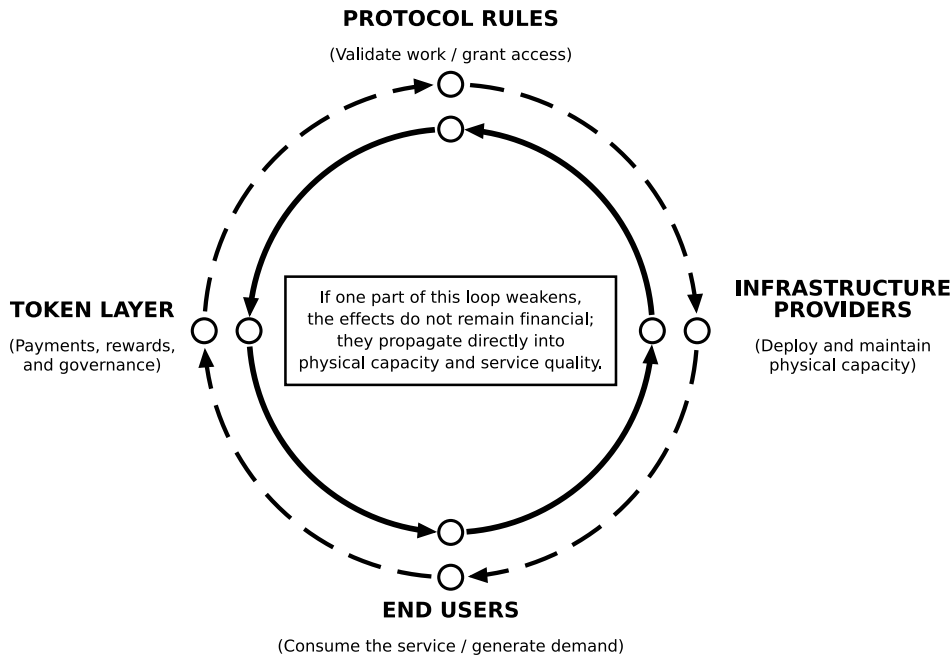 PROTOCOL RULES
(Validate work / grant access)
TOKEN LAYER
(Payments, rewards,
and governance)
If one part of this loop weakens,
the effects do not remain financial;
they propagate directly into
physical capacity and service quality.
INFRASTRUCTURE
PROVIDERS
(Deploy and maintain
physical capacity)
END USERS
(Consume the service / generate demand)